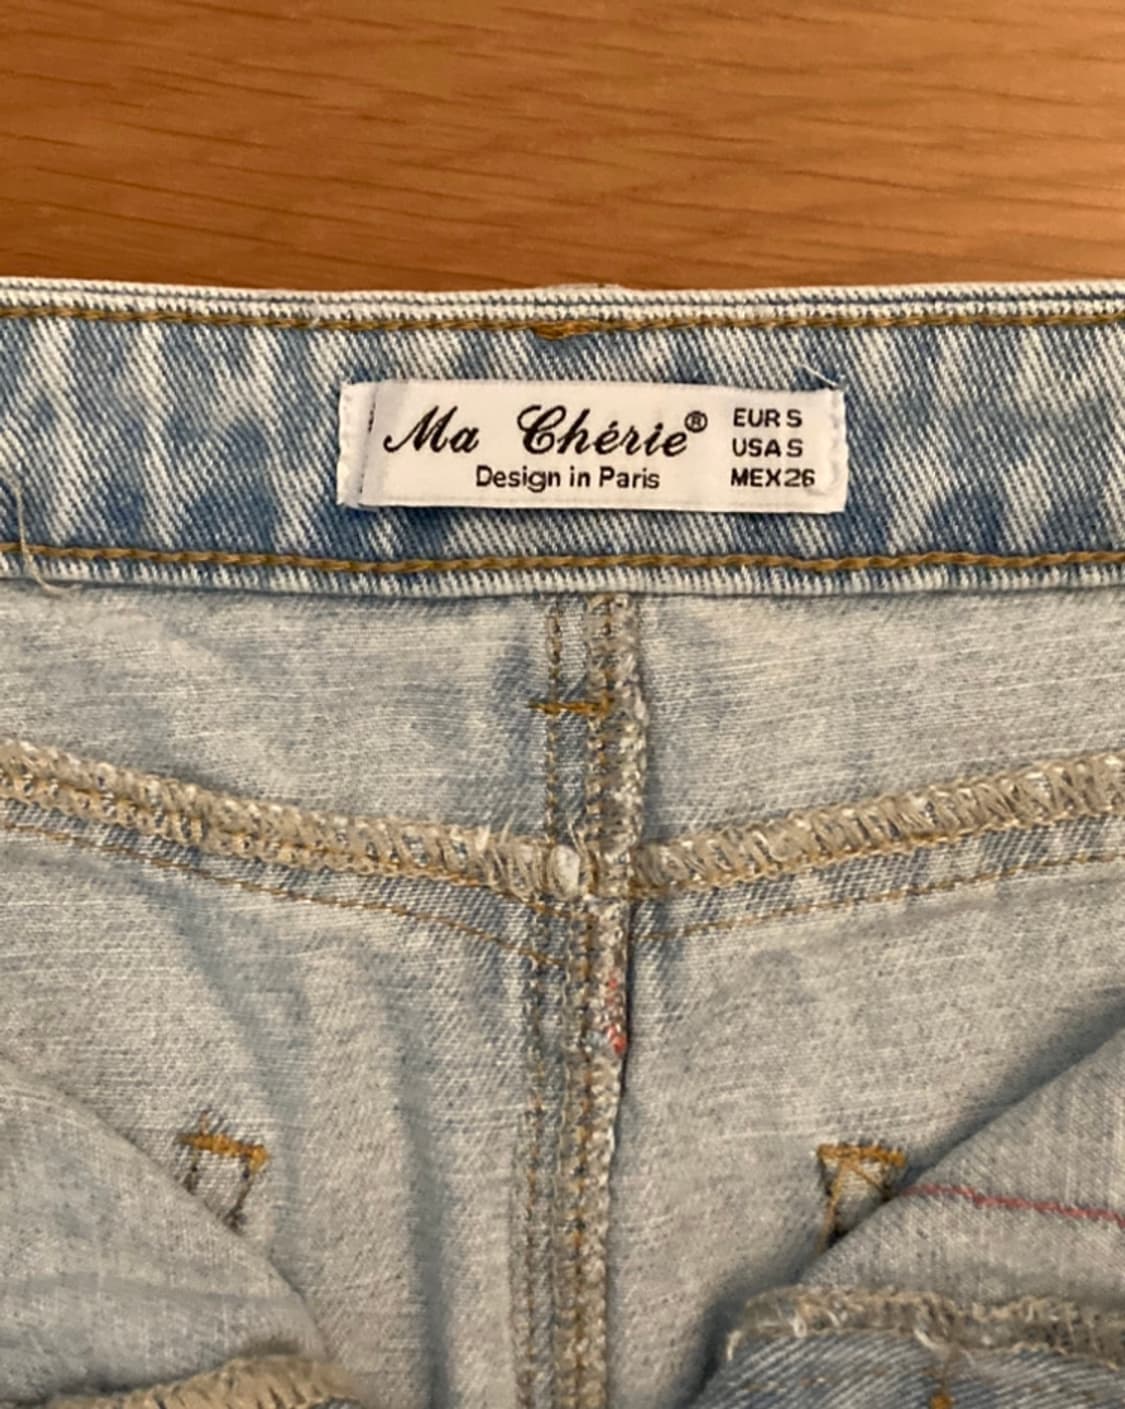 Ma Chérie®
Design in Paris
EUR S
USA S
MEX 26